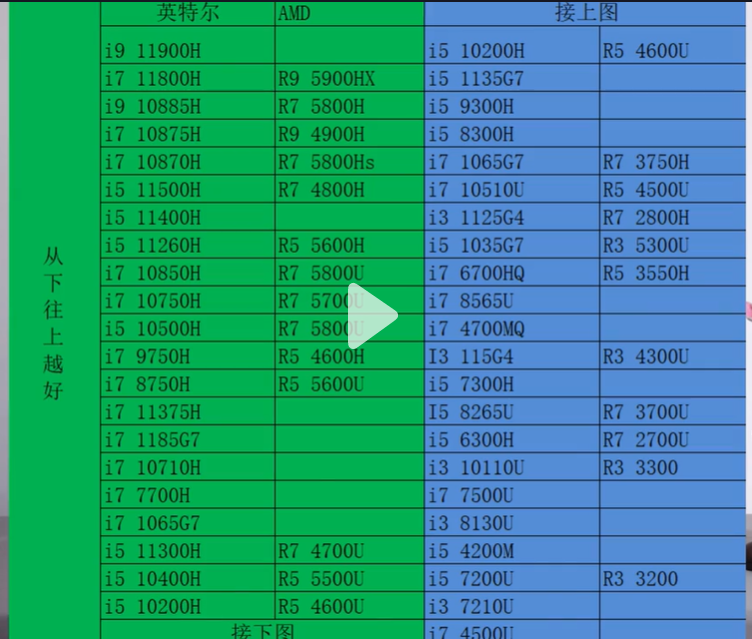 从下往上越好
英特尔 AMD
i9 11900H
i7 11800H R9 5900HX
i9 10885H R7 5800H
i7 10875H R9 4900H
i7 10870H R7 5800Hs
i5 11500H R7 4800H
i5 11400H
i5 11260H R5 5600H
i7 10850H R7 5800U
i7 10750H R7 5700U
i5 10500H R7 5800U
i7 9750H R5 4600H
i7 8750H R5 5600U
i7 11375H
i7 1185G7
i7 10710H
i7 7700H
i7 1065G7
i5 11300H R7 4700U
i5 10400H R5 5500U
i5 10200H R5 4600U
接下图
接上图
i5 10200H R5 4600U
i5 1135G7
i5 9300H
i5 8300H
i7 1065G7 R7 3750H
i7 10510U R5 4500U
i3 1125G4 R7 2800H
i5 1035G7 R3 5300U
i7 6700HQ R5 3550H
i7 8565U
i7 4700MQ
I3 115G4 R3 4300U
i5 7300H
I5 8265U R7 3700U
i5 6300H R7 2700U
i3 10110U R3 3300
i7 7500U
i3 8130U
i5 4200M
i5 7200U R3 3200
i3 7210U
i7 4500U